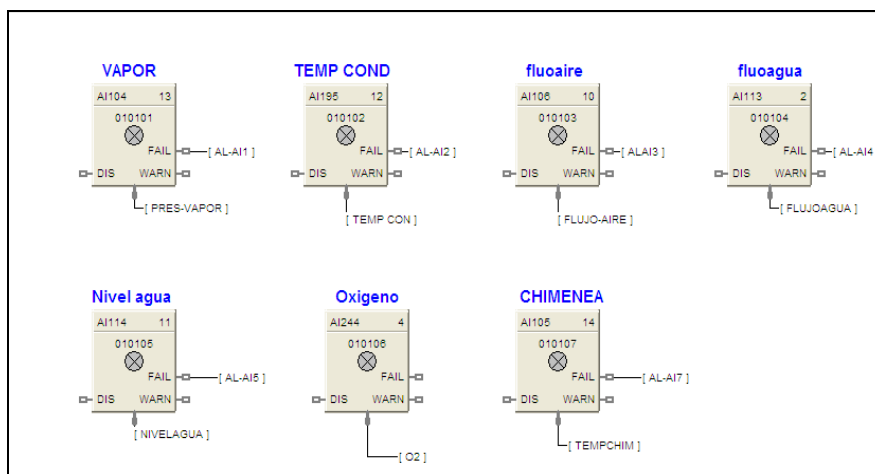 VAPOR
AI104 13
010101
FAIL [ AL-AI1 ]
DIS WARN
[ PRES-VAPOR ]
TEMP COND
AI195 12
010102
FAIL [ AL-AI2 ]
DIS WARN
[ TEMP CON ]
fluoaire
AI106 10
010103
FAIL [ ALAI3 ]
DIS WARN
[ FLUJO-AIRE ]
fluoagua
AI113 2
010104
FAIL [ AL-AI4
DIS WARN
[ FLUJOAGUA ]
Nivel agua
AI114 11
010105
FAIL [ AL-AI5 ]
DIS WARN
[ NIVELAGUA ]
Oxigeno
AI244 4
010106
FAIL
DIS WARN
[ O2 ]
CHIMENEA
AI105 14
010107
FAIL [ AL-AI7 ]
DIS WARN
[ TEMPCHIM ]